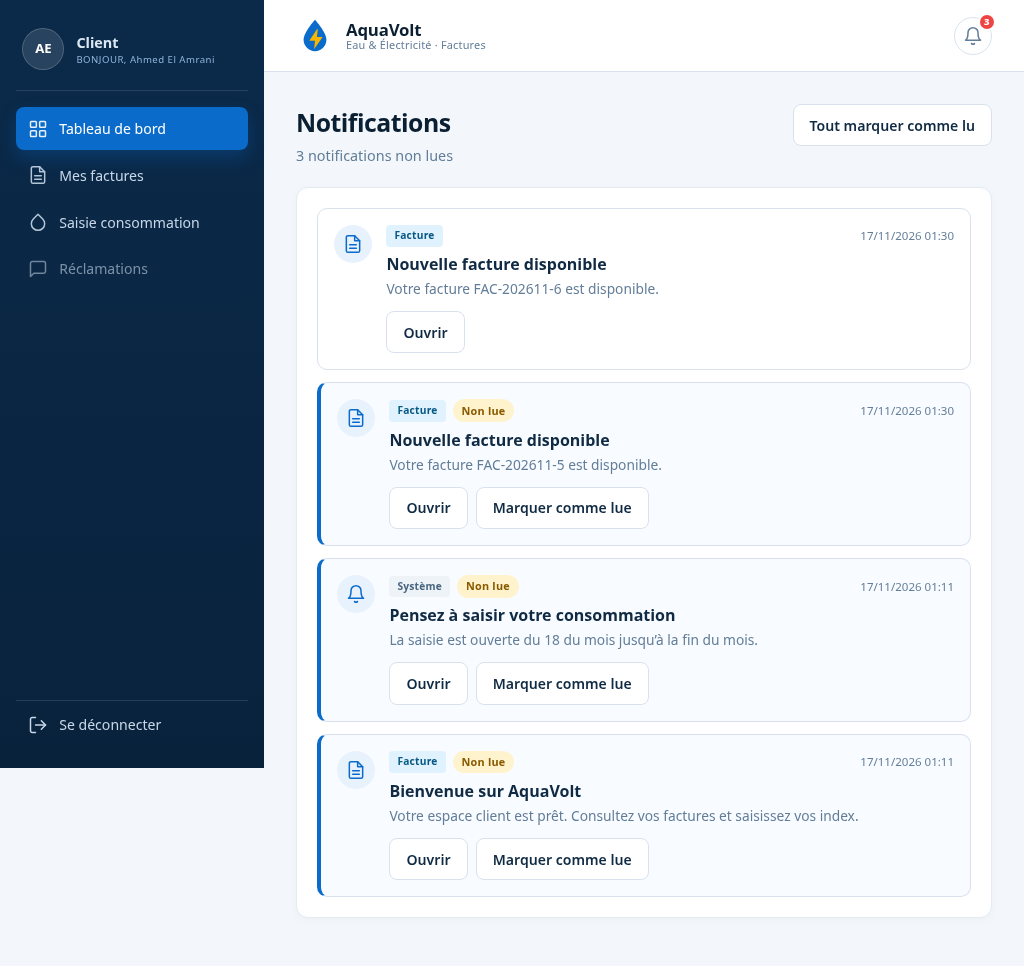 AE
Client
BONJOUR, Ahmed El Amrani
Tableau de bord
Mes factures
Saisie consommation
Réclamations
Se déconnecter
AquaVolt
Eau & Électricité · Factures
3
Notifications
3 notifications non lues
Tout marquer comme lu
Facture
17/11/2026 01:30
Nouvelle facture disponible
Votre facture FAC-202611-6 est disponible.
Ouvrir
Facture Non lue
17/11/2026 01:30
Nouvelle facture disponible
Votre facture FAC-202611-5 est disponible.
Ouvrir Marquer comme lue
Système Non lue
17/11/2026 01:11
Pensez à saisir votre consommation
La saisie est ouverte du 18 du mois jusqu’à la fin du mois.
Ouvrir Marquer comme lue
Facture Non lue
17/11/2026 01:11
Bienvenue sur AquaVolt
Votre espace client est prêt. Consultez vos factures et saisissez vos index.
Ouvrir Marquer comme lue